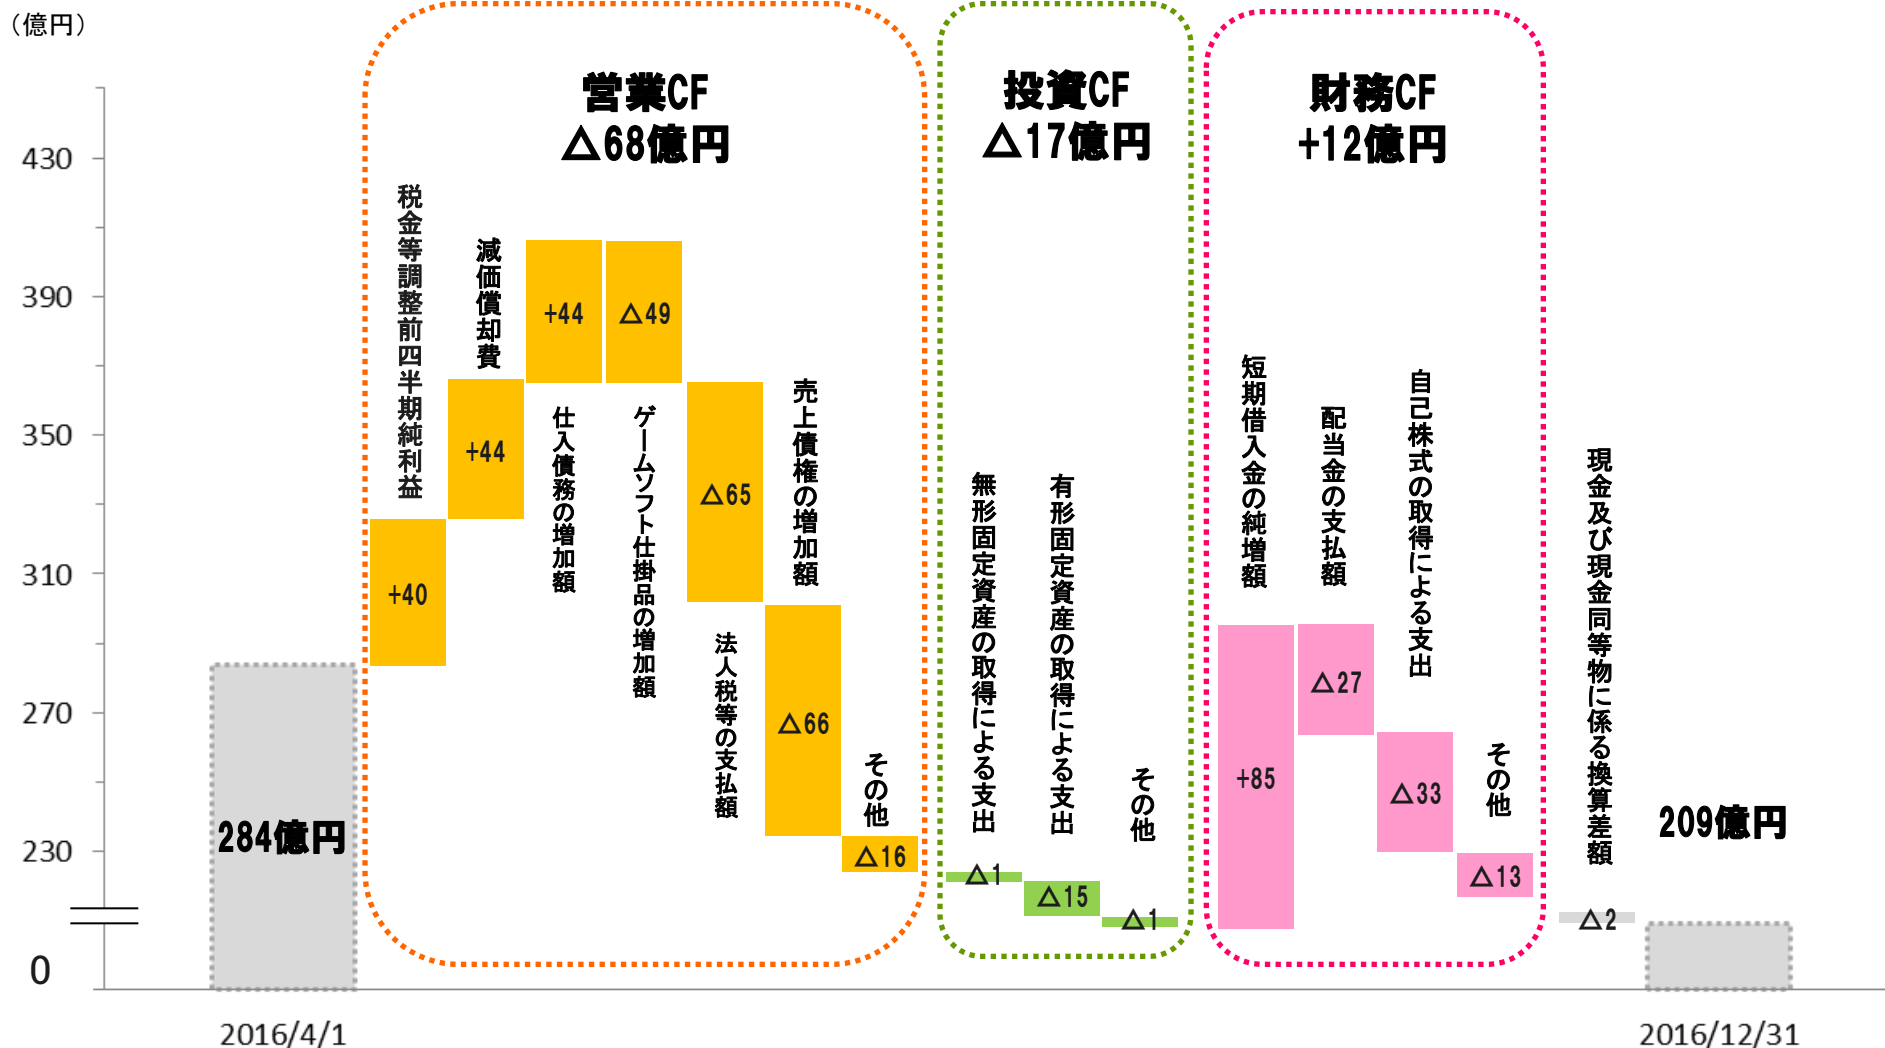 （億円）
430
390
350
310
270
230
0
284億円
2016/4/1
営業CF
△68億円
税金等調整前四半期純利益
+40
減価償却費
+44
+44
仕入債務の増加額
△49
ゲームソフト仕掛品の増加額
△65
法人税等の支払額
売上債権の増加額
△66
その他
△16
投資CF
△17億円
無形固定資産の取得による支出
△1
有形固定資産の取得による支出
△15
その他
△1
財務CF
+12億円
短期借入金の純増額
+85
配当金の支払額
△27
自己株式の取得による支出
△33
その他
△13
現金及び現金同等物に係る換算差額
△2
209億円
2016/12/31